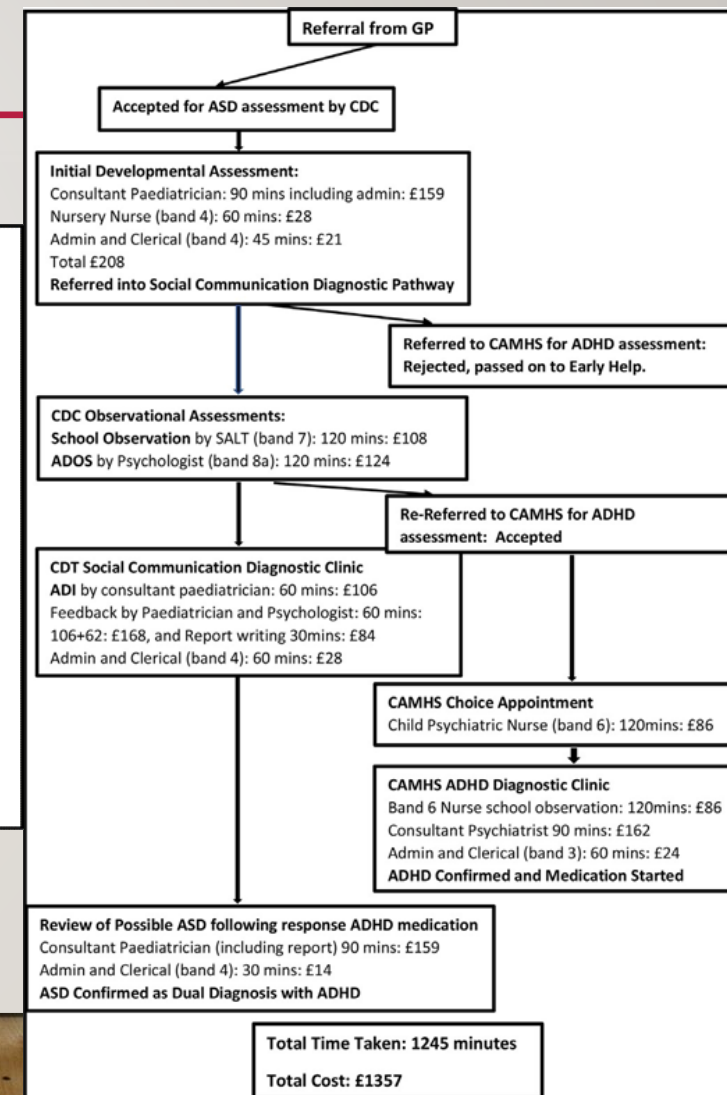 Referral from GP
Accepted for ASD assessment by CDC
Initial Developmental Assessment:
Consultant Paediatrician: 90 mins including admin: £159
Nursery Nurse (band 4): 60 mins: £28
Admin and Clerical (band 4): 45 mins: £21
Total £208
Referred into Social Communication Diagnostic Pathway
Referred to CAMHS for ADHD assessment:
Rejected, passed on to Early Help.
CDC Observational Assessments:
School Observation by SALT (band 7): 120 mins: £108
ADOS by Psychologist (band 8a): 120 mins: £124
Re-Referred to CAMHS for ADHD
assessment: Accepted
CDT Social Communication Diagnostic Clinic
ADI by consultant paediatrician: 60 mins: £106
Feedback by Paediatrician and Psychologist: 60 mins:
106+62: £168, and Report writing 30mins: £84
Admin and Clerical (band 4): 60 mins: £28
CAMHS Choice Appointment
Child Psychiatric Nurse (band 6): 120mins: £86
CAMHS ADHD Diagnostic Clinic
Band 6 Nurse school observation: 120mins: £86
Consultant Psychiatrist 90 mins: £162
Admin and Clerical (band 3): 60 mins: £24
ADHD Confirmed and Medication Started
Review of Possible ASD following response ADHD medication
Consultant Paediatrician (including report) 90 mins: £159
Admin and Clerical (band 4): 30 mins: £14
ASD Confirmed as Dual Diagnosis with ADHD
Total Time Taken: 1245 minutes
Total Cost: £1357